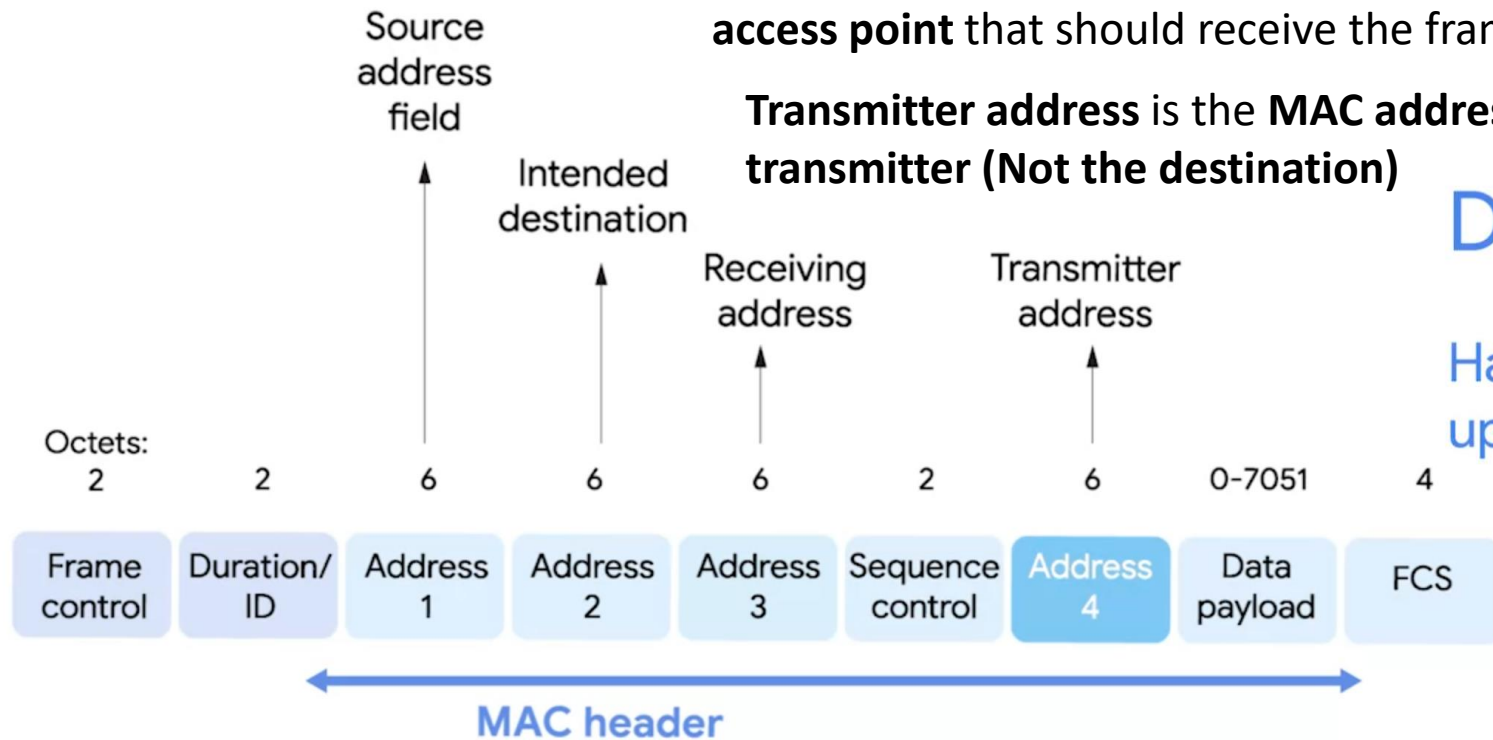 access point that should receive the
Transmitter address is the MAC
transmitter (Not the destination)
Source
address
field
Intended
destination
Receiving
address
Transmitter
address
Octets:
2 2 6 6 6 2 6 0-7051 4
Frame control
Duration/ ID
Address 1
Address 2
Address 3
Sequence control
Address 4
Data payload
FCS
MAC header